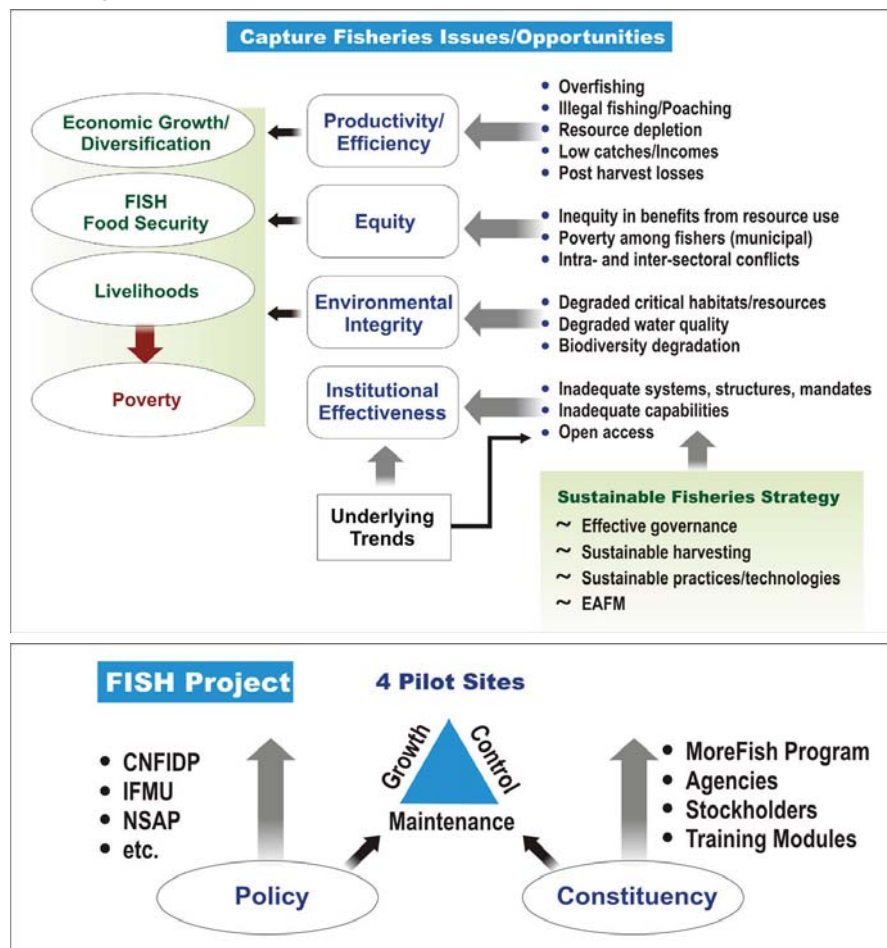 Capture Fisheries Issues/Opportunities
Economic Growth/
Diversification
Productivity/
Efficiency
• Overfishing
• Illegal fishing/Poaching
• Resource depletion
• Low catches/Incomes
• Post harvest losses
FISH
Food Security
Equity
• Inequity in benefits from resource use
• Poverty among fishers (municipal)
• Intra- and inter-sectoral conflicts
Livelihoods
Environmental
Integrity
• Degraded critical habitats/resources
• Degraded water quality
• Biodiversity degradation
Poverty
Institutional
Effectiveness
• Inadequate systems, structures, mandates
• Inadequate capabilities
• Open access
Underlying
Trends
Sustainable Fisheries Strategy
~ Effective governance
~ Sustainable harvesting
~ Sustainable practices/technologies
~ EAFM
FISH Project
4 Pilot Sites
• CNFIDP
• IFMU
• NSAP
• etc.
Growth
Control
Maintenance
• MoreFish Program
• Agencies
• Stockholders
• Training Modules
Policy
Constituency